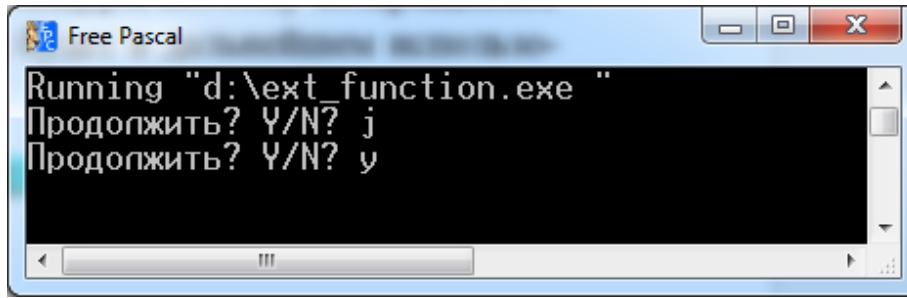 Free Pascal
Running "d:\ext_function.exe "
Продолжить? Y/N? j
Продолжить? Y/N? y